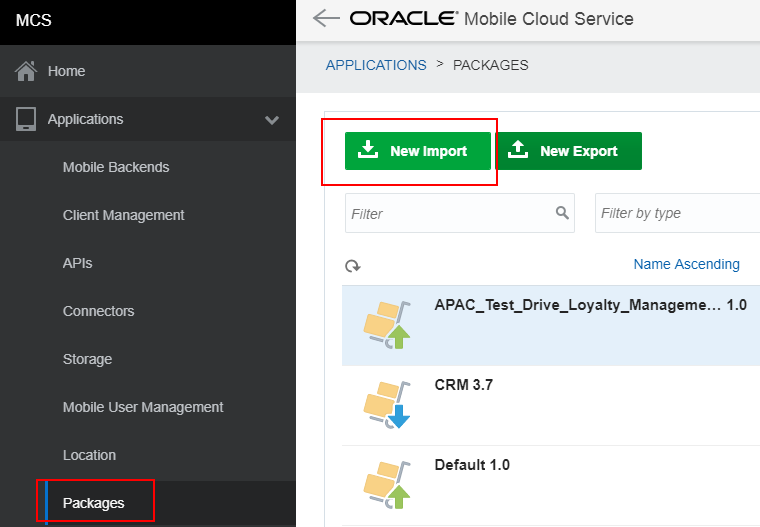 MCS
Home
Applications
Mobile Backends
Client Management
APIs
Connectors
Storage
Mobile User Management
Location
Packages
ORACLE® Mobile Cloud Service
APPLICATIONS > PACKAGES
New Import New Export
Filter Filter by type
Name Ascending
APAC_Test_Drive_Loyalty_Manageme… 1.0
CRM 3.7
Default 1.0